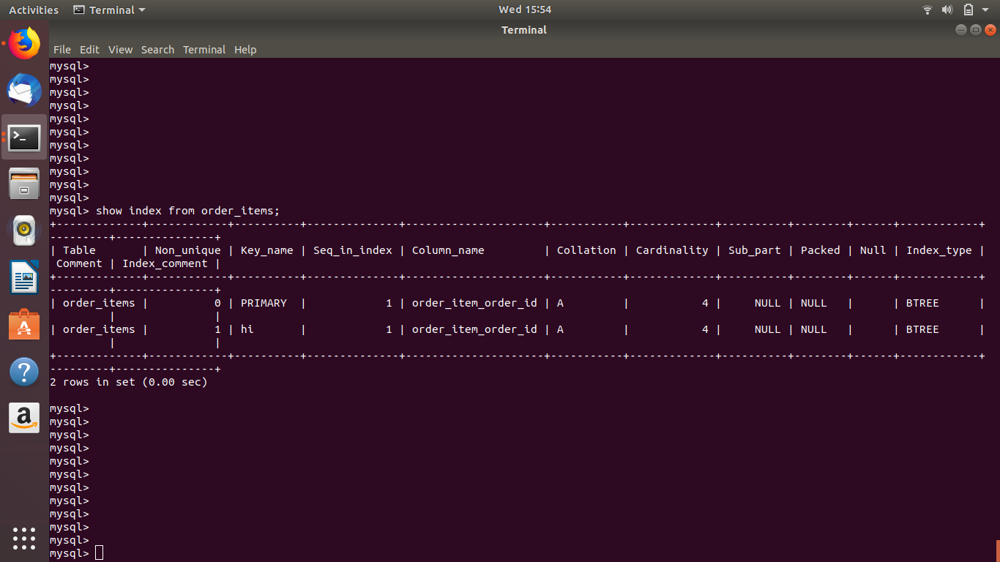 Activities Terminal Wed 15:54
Terminal
File Edit View Search Terminal Help
mysql>
mysql>
mysql>
mysql>
mysql>
mysql>
mysql>
mysql>
mysql>
mysql>
mysql>
mysql> show index from order_items;
+-------------+------------+----------+--------------+---------------------+-----------+-------------+----------+--------+------+------------+
---------+---------------+
| Table       | Non_unique | Key_name | Seq_in_index | Column_name         | Collation | Cardinality | Sub_part | Packed | Null | Index_type |
 Comment | Index_comment |
+-------------+------------+----------+--------------+---------------------+-----------+-------------+----------+--------+------+------------+
---------+---------------+
| order_items |          0 | PRIMARY  |            1 | order_item_order_id | A         |           4 |     NULL | NULL   |      | BTREE      |
         |               |
| order_items |          1 | hi       |            1 | order_item_order_id | A         |           4 |     NULL | NULL   |      | BTREE      |
         |               |
+-------------+------------+----------+--------------+---------------------+-----------+-------------+----------+--------+------+------------+
---------+---------------+
2 rows in set (0.00 sec)

mysql>
mysql>
mysql>
mysql>
mysql>
mysql>
mysql>
mysql>
mysql>
mysql>
mysql>
mysql>